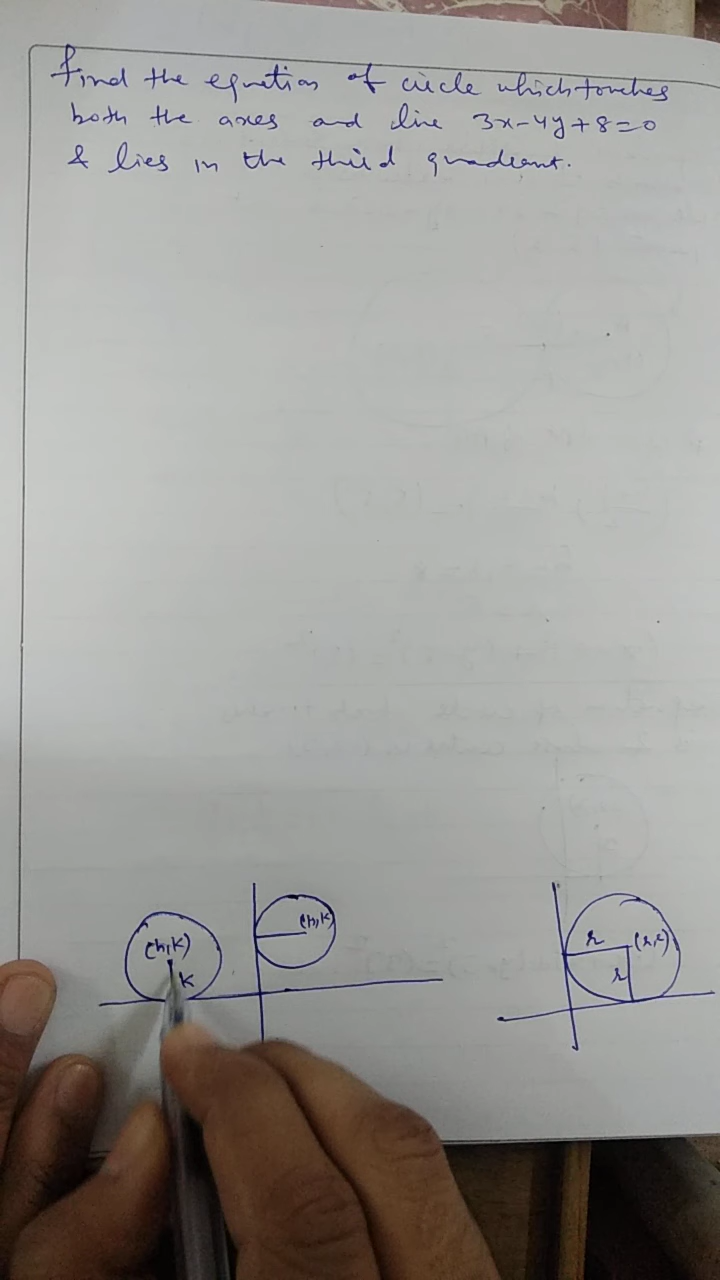 find the equation of circle which touches
both the axes and line 3x-4y+8=0
& lies in the third quadrant.
(h,k)
k
(h,k)
r
(r,r)
r